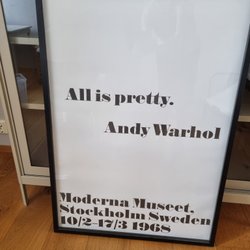 All is pretty.
Andy Warhol
Moderna Museet.
Stockholm Sweden
10/2–17/3 1968